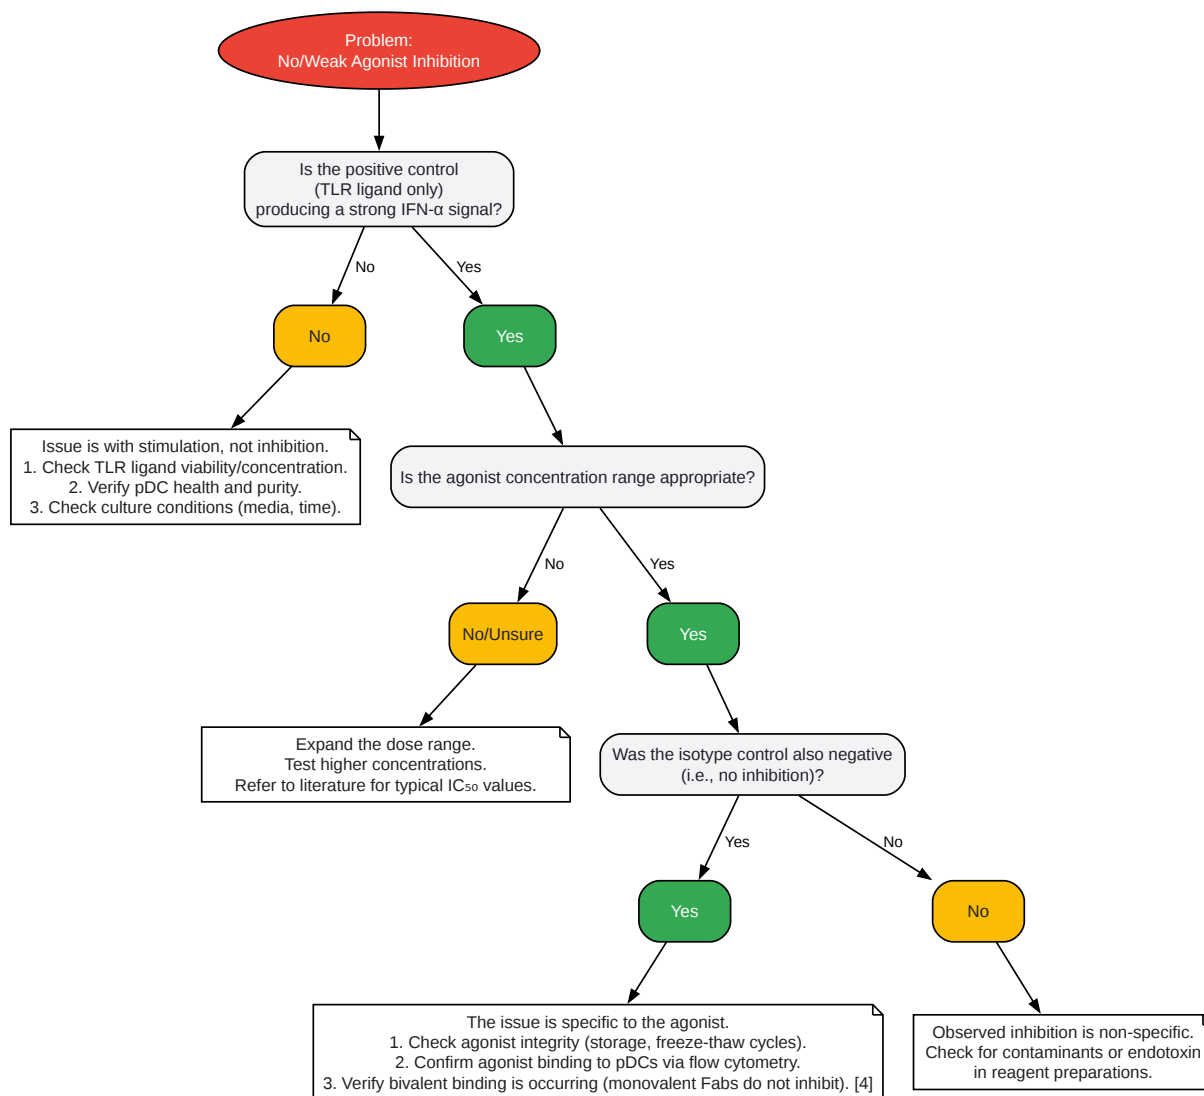 Problem:
No/Weak Agonist Inhibition
Is the positive control
(TLR ligand only)
producing a strong IFN-α signal?
No
Yes
No
Yes
Issue is with stimulation, not inhibition.
1. Check TLR ligand viability/concentration.
2. Verify pDC health and purity.
3. Check culture conditions (media, time).
Is the agonist concentration range appropriate?
No
Yes
No/Unsure
Yes
Expand the dose range.
Test higher concentrations.
Refer to literature for typical IC₅₀ values.
Was the isotype control also negative
(i.e., no inhibition)?
Yes
No
Yes
No
The issue is specific to the agonist.
1. Check agonist integrity (storage, freeze-thaw cycles).
2. Confirm agonist binding to pDCs via flow cytometry.
3. Verify bivalent binding is occurring (monovalent Fabs do not inhibit). [4]
Observed inhibition is non-specific.
Check for contaminants or endotoxin
in reagent preparations.